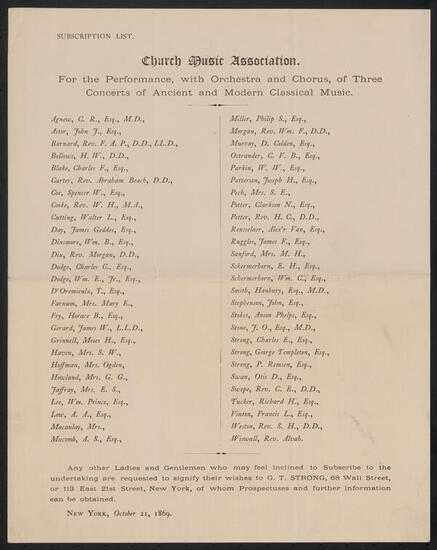 SUBSCRIPTION LIST.
Church Music Association.
For the Performance, with Orchestra and Chorus, of Three
Concerts of Ancient and Modern Classical Music.
Agnew, C. R., Esq., M.D.,
Astor, John J., Esq.,
Barnard, Rev. F. A. P., D.D., LL.D.,
Bellows, H. W., D.D.,
Blake, Charles F., Esq.,
Carter, Rev. Abraham Beach, D.D.,
Coe, Spencer W., Esq.,
Cooke, Rev. W. H., M.A.,
Cutting, Walter L., Esq.,
Day, James Geddes, Esq.,
Dinsmore, Wm. B., Esq.,
Dix, Rev. Morgan, D.D.,
Dodge, Charles C., Esq.,
Dodge, Wm. E., Jr., Esq.,
D'Oremieulx, T., Esq.,
Farnum, Mrs. Mary E.,
Fry, Horace B., Esq.,
Gerard, James W., L.L.D.,
Grinnell, Moses H., Esq.,
Haven, Mrs. S. W.,
Hoffman, Mrs. Ogden,
Howland, Mrs. G. G.,
Jaffray, Mrs. E. S.,
Lee, Wm. Prince, Esq.,
Low, A. A., Esq.,
Macaulay, Mrs.,
Macomb, A. S., Esq.,
Miller, Philip S., Esq.,
Morgan, Rev. Wm. F., D.D.,
Murray, D. Colden, Esq.,
Ostrander, C. V. B., Esq.,
Parkin, W. W., Esq.,
Patterson, Joseph H., Esq.,
Pech, Mrs. S. E.,
Potter, Clarkson N., Esq.,
Potter, Rev. H. C., D.D.,
Rensselaer, Alex'r Van, Esq.,
Ruggles, James F., Esq.,
Sanford, Mrs. M. H.,
Schermerhorn, E. H., Esq.,
Schermerhorn, Wm. C., Esq.,
Smith, Hanbury, Esq., M.D.,
Stephenson, John, Esq.,
Stokes, Anson Phelps, Esq.,
Stone, J. O., Esq., M.D.,
Strong, Charles E., Esq.,
Strong, George Templeton, Esq.,
Strong, P. Remsen, Esq.,
Swan, Otis D., Esq.,
Swope, Rev. C. E., D.D.,
Tucker, Richard H., Esq.,
Vinton, Francis L., Esq.,
Weston, Rev. S. H., D.D.,
Wiswall, Rev. Alvah.
Any other Ladies and Gentlemen who may feel inclined to Subscribe to the
undertaking are requested to signify their wishes to G. T. STRONG, 68 Wall Street,
or 113 East 21st Street, New York, of whom Prospectuses and further information
can be obtained.
NEW YORK, October 21, 1869.